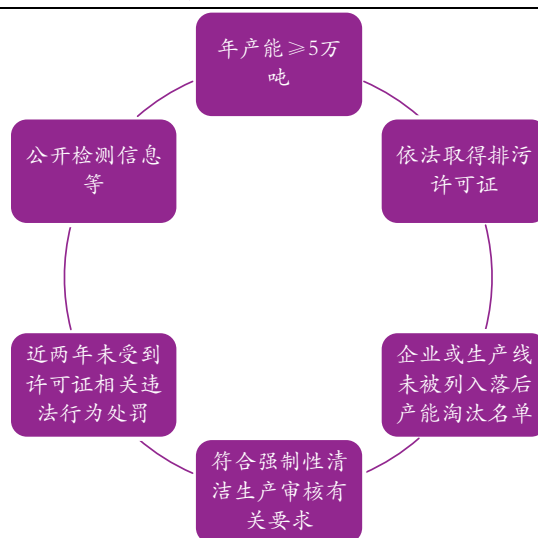 年产能≥5万
吨
依法取得排污
许可证
企业或生产线
未被列入落后
产能淘汰名单
符合强制性清
洁生产审核有
关要求
近两年未受到
许可证相关违
法行为处罚
公开检测信息
等